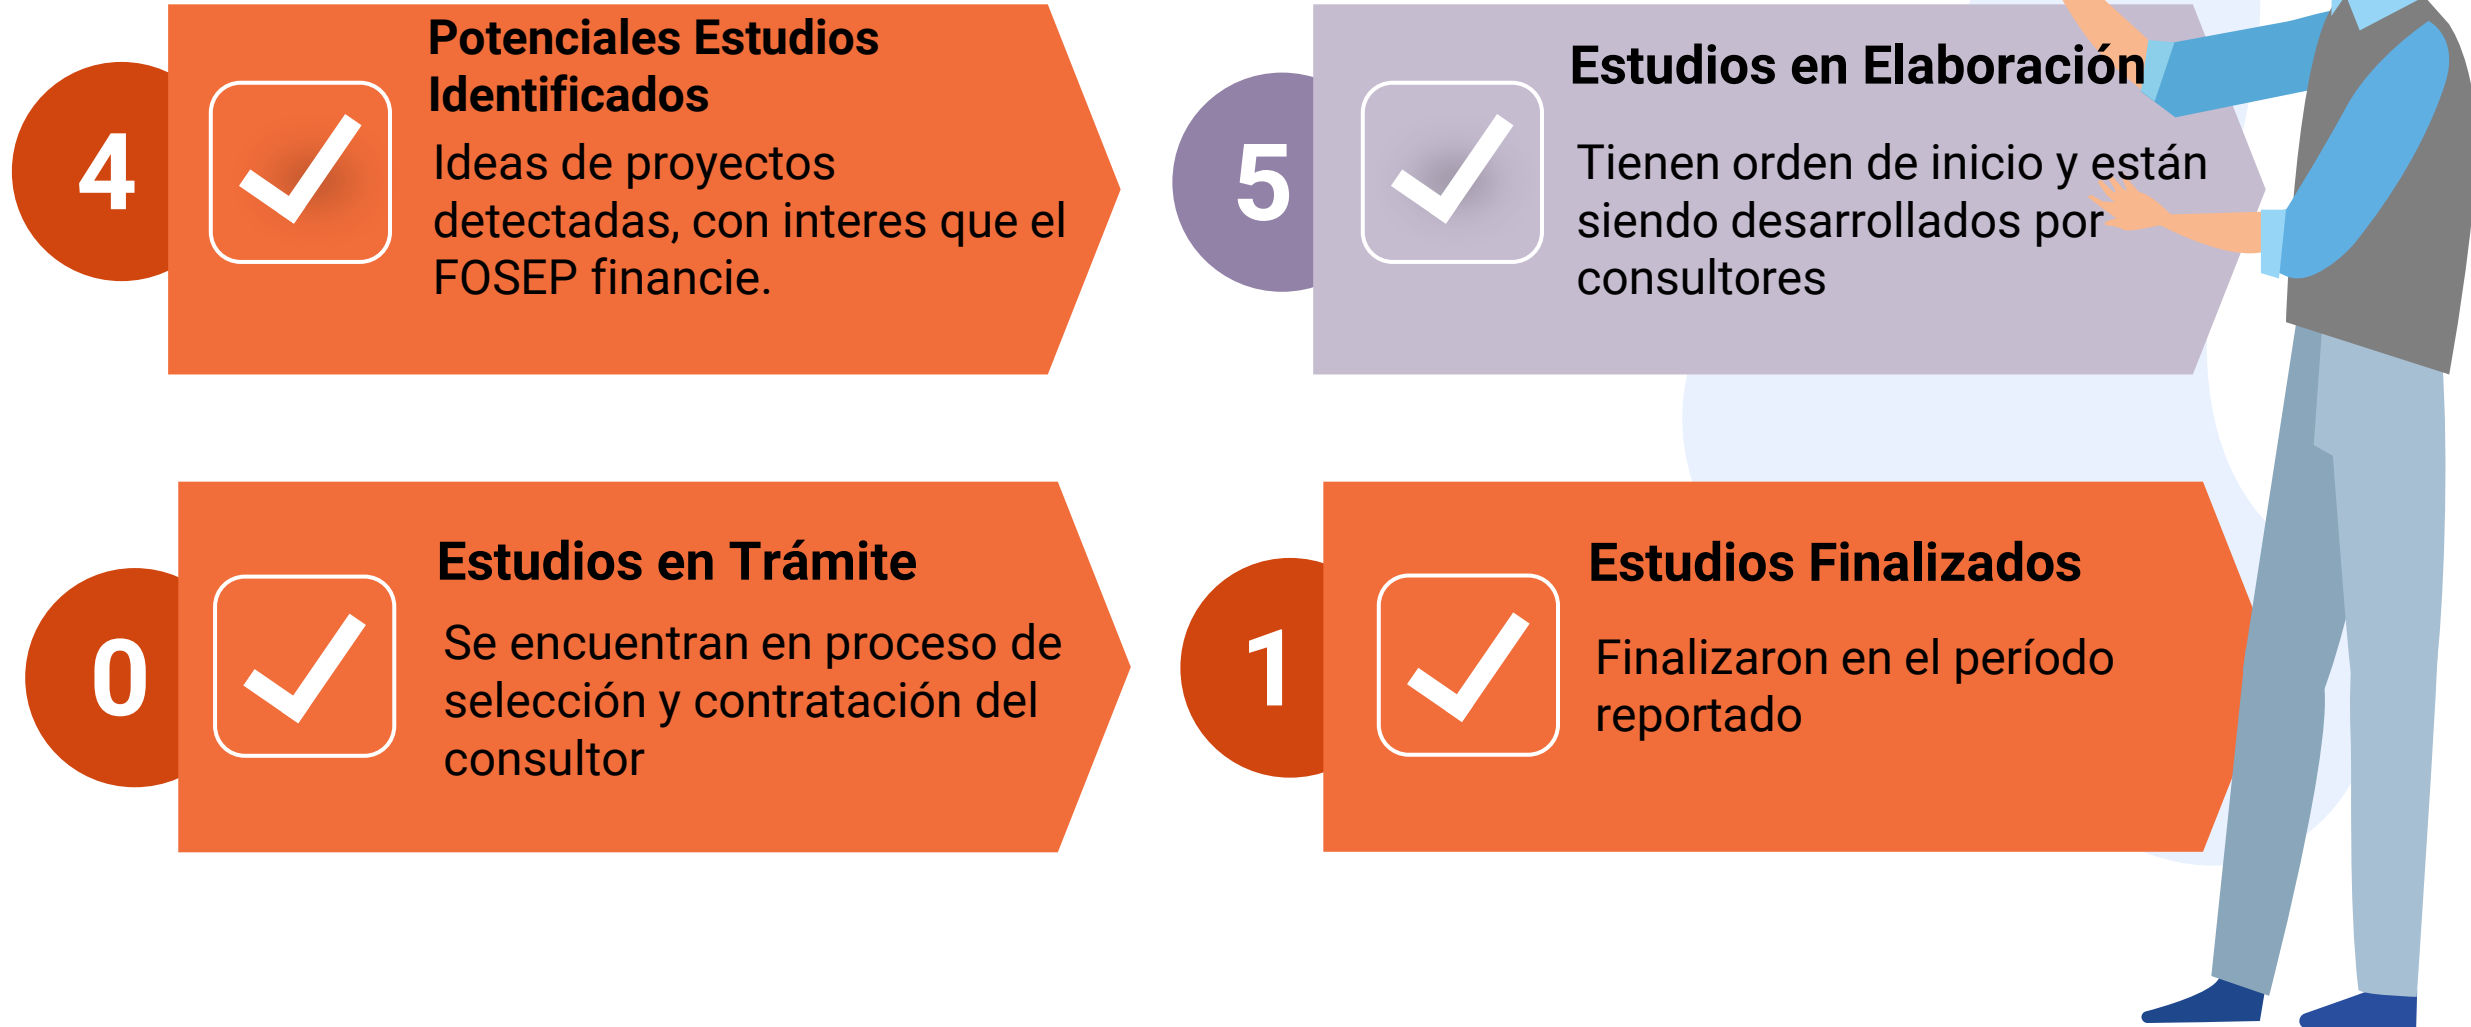 4
Potenciales Estudios
Identificados
Ideas de proyectos
detectadas, con interes que el
FOSEP financie.
5
Estudios en Elaboración
Tienen orden de inicio y están
siendo desarrollados por
consultores
0
Estudios en Trámite
Se encuentran en proceso de
selección y contratación del
consultor
1
Estudios Finalizados
Finalizaron en el período
reportado